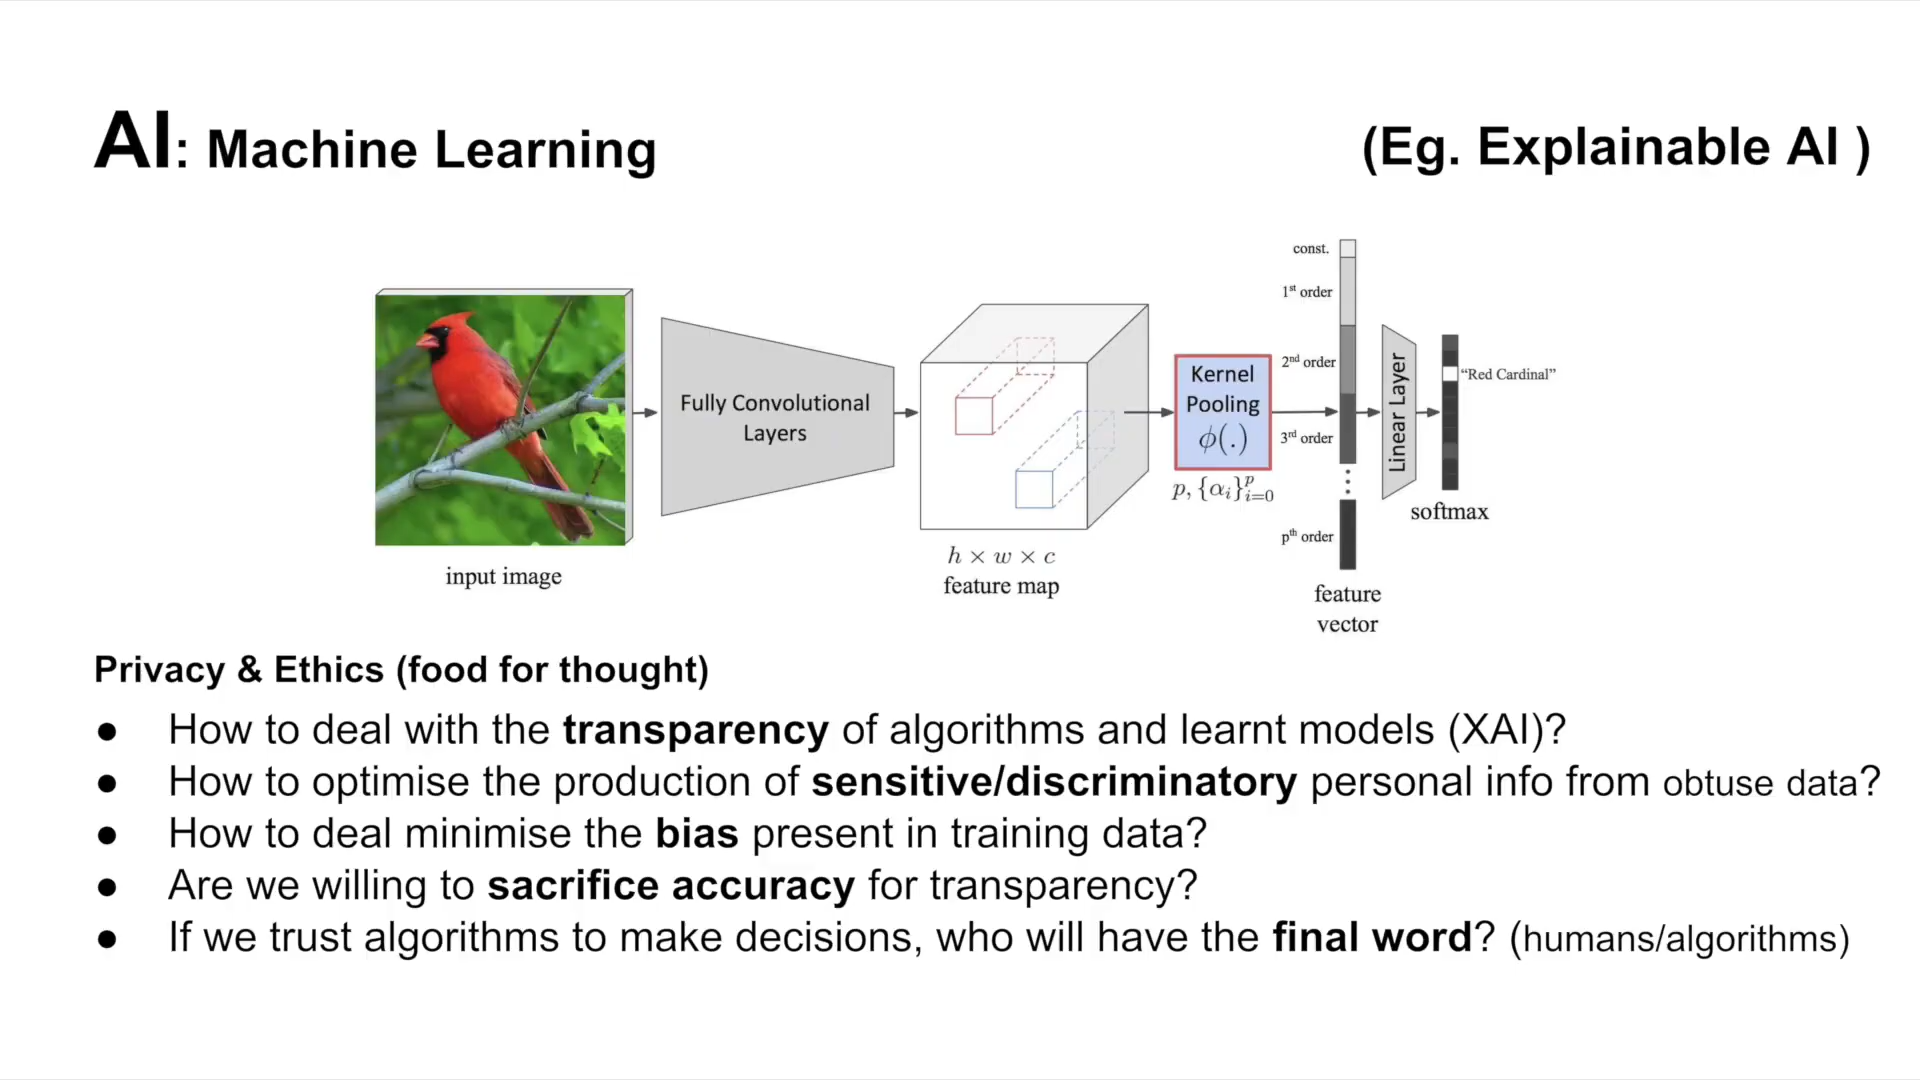 AI: Machine Learning
(Eg. Explainable AI )
const.
1st order
2nd order
3rd order
pth order
Fully Convolutional
Layers
Kernel
Pooling
ϕ(.)
p, {αi}pi=0
Linear Layer
"Red Cardinal"
softmax
input image
h × w × c
feature map
feature
vector
Privacy & Ethics (food for thought)
● How to deal with the transparency of algorithms and learnt models (XAI)?
● How to optimise the production of sensitive/discriminatory personal info from obtuse data?
● How to deal minimise the bias present in training data?
● Are we willing to sacrifice accuracy for transparency?
● If we trust algorithms to make decisions, who will have the final word? (humans/algorithms)